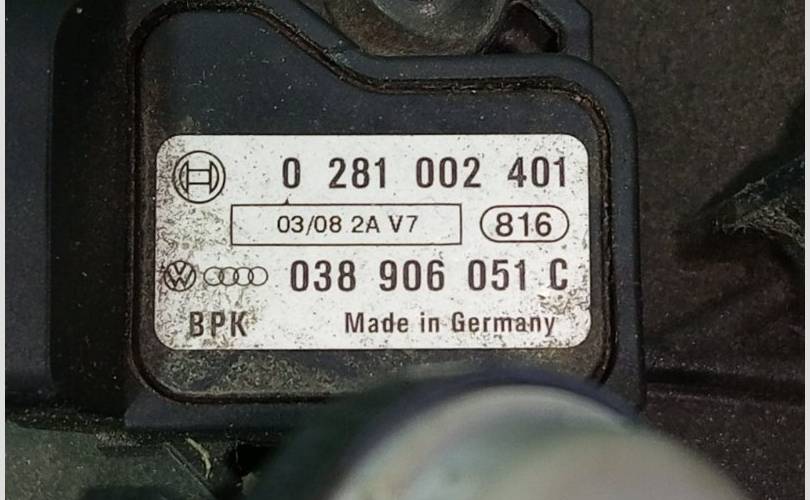 0 281 002 401
03/08 2A V7 816
038 906 051 C
BPK Made in Germany